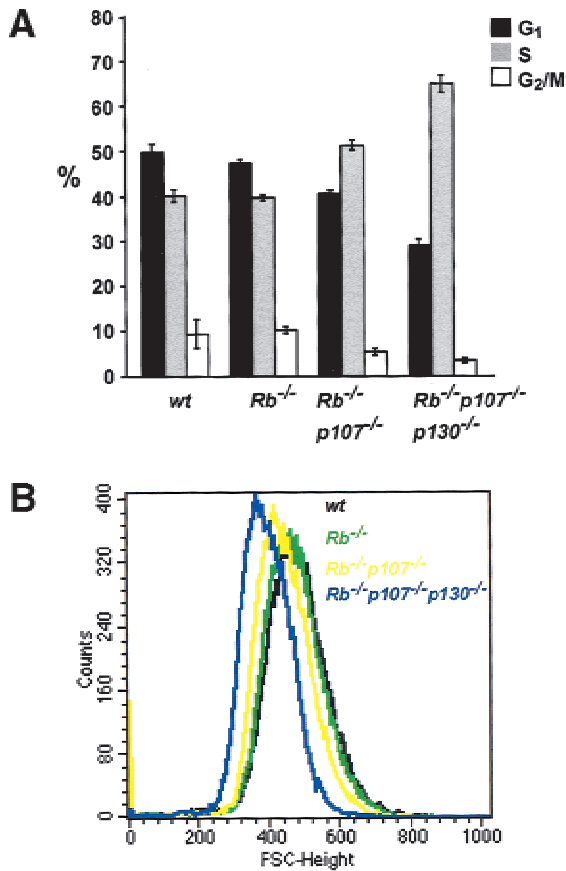 A
80
70
60
50
40
30
20
10
0
%
G1
S
G2/M
wt
Rb-/-
Rb-/-
p107-/-
Rb-/-p107-/-
p130-/-
B
400
320
240
160
80
0
Counts
wt
Rb-/-
Rb-/-p107-/-
Rb-/-p107-/-p130-/-
0 200 400 600 800 1000
FSC-Height